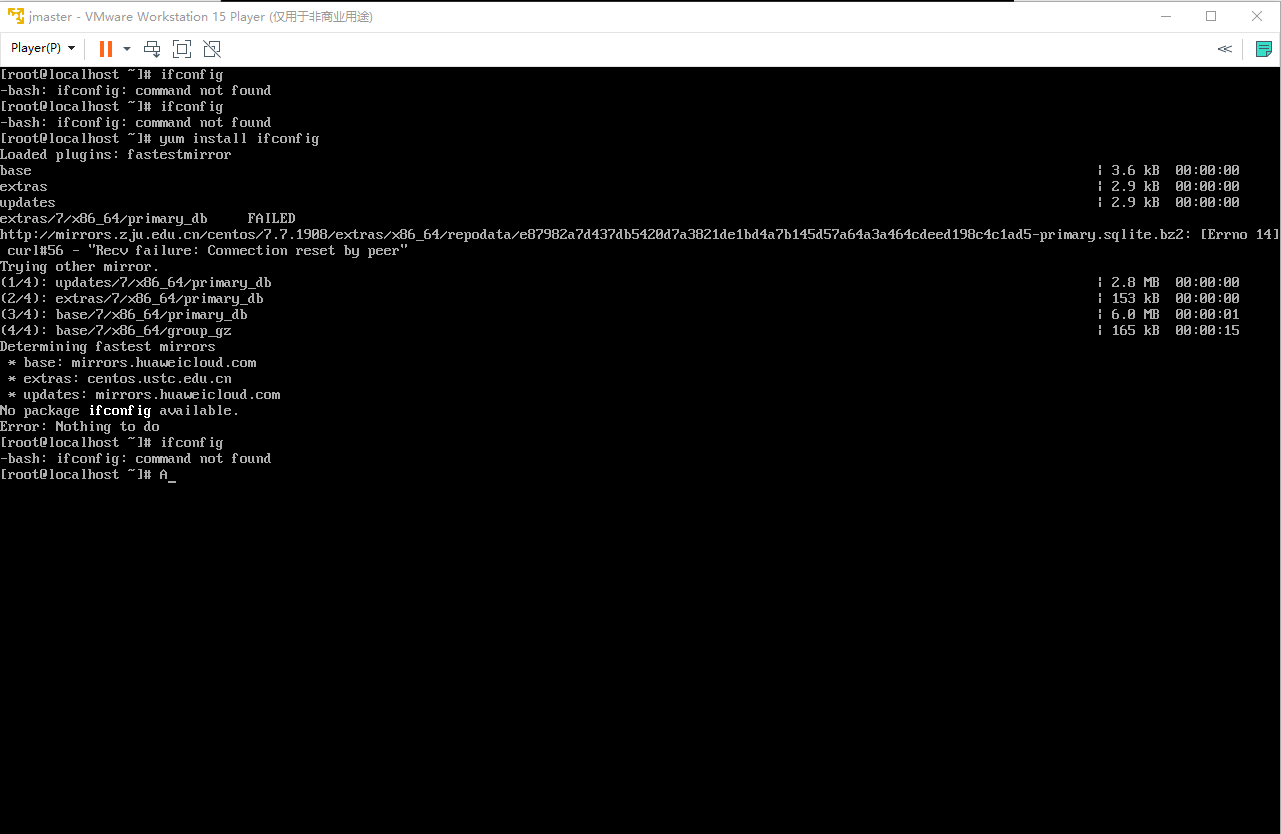 jmaster - VMware Workstation 15 Player (仅用于非商业用途)
Player(P)
[root@localhost ~]# ifconfig
-bash: ifconfig: command not found
[root@localhost ~]# ifconfig
-bash: ifconfig: command not found
[root@localhost ~]# yum install ifconfig
Loaded plugins: fastestmirror
base | 3.6 kB 00:00:00
extras | 2.9 kB 00:00:00
updates | 2.9 kB 00:00:00
extras/7/x86_64/primary_db FAILED
http://mirrors.zju.edu.cn/centos/7.7.1908/extras/x86_64/repodata/e87982a7d437db5420d7a3821de1bd4a7b145d57a64a3a464cdeed198c4c1ad5-primary.sqlite.bz2: [Errno 14]
curl#56 - "Recv failure: Connection reset by peer"
Trying other mirror.
(1/4): updates/7/x86_64/primary_db | 2.8 MB 00:00:00
(2/4): extras/7/x86_64/primary_db | 153 kB 00:00:00
(3/4): base/7/x86_64/primary_db | 6.0 MB 00:00:01
(4/4): base/7/x86_64/group_gz | 165 kB 00:00:15
Determining fastest mirrors
* base: mirrors.huaweicloud.com
* extras: centos.ustc.edu.cn
* updates: mirrors.huaweicloud.com
No package ifconfig available.
Error: Nothing to do
[root@localhost ~]# ifconfig
-bash: ifconfig: command not found
[root@localhost ~]# A_